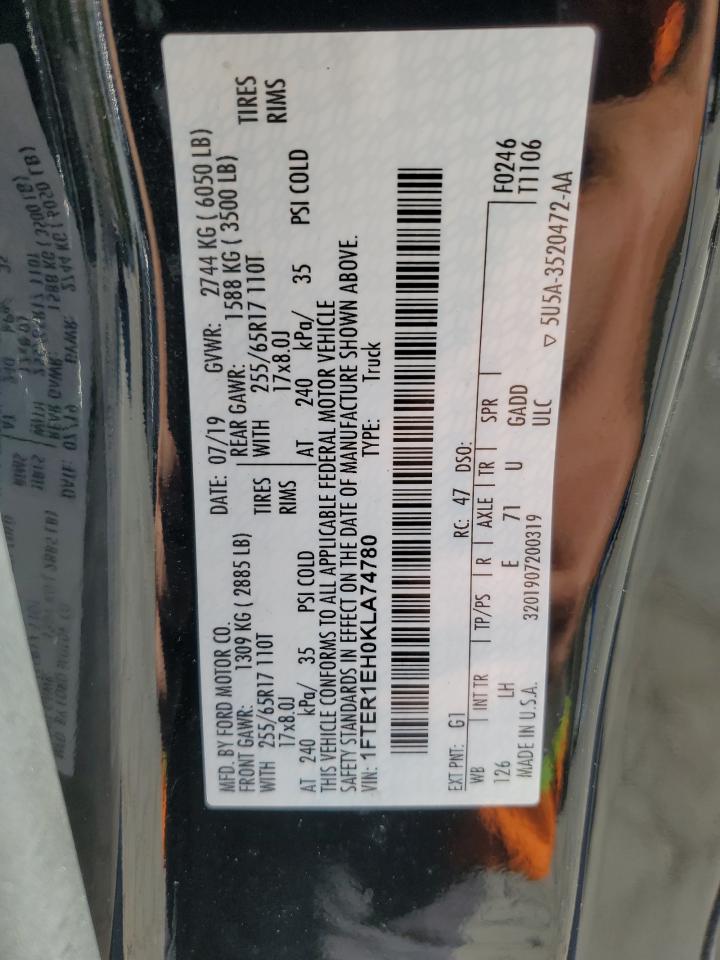 MFD. BY FORD MOTOR CO.
DATE: 07/19 GVWR: 2744 KG ( 6050 LB)
FRONT GAWR: 1309 KG ( 2885 LB) REAR GAWR: 1588 KG ( 3500 LB)
WITH 255/65R17 110T TIRES WITH 255/65R17 110T TIRES
17x8.0J RIMS 17x8.0J RIMS
AT 240 kPa/ 35 PSI COLD AT 240 kPa/ 35 PSI COLD
THIS VEHICLE CONFORMS TO ALL APPLICABLE FEDERAL MOTOR VEHICLE
SAFETY STANDARDS IN EFFECT ON THE DATE OF MANUFACTURE SHOWN ABOVE.
VIN: 1FTER1EH0KLA74780 TYPE: Truck
EXT PNT: G1 RC: 47 DSO:
WB INT TR TP/PS R AXLE TR SPR F0246
126 LH E 71 U GADD T1106
MADE IN U.S.A. 3201907200319 ULC
▽ 5U5A-3520472-AA